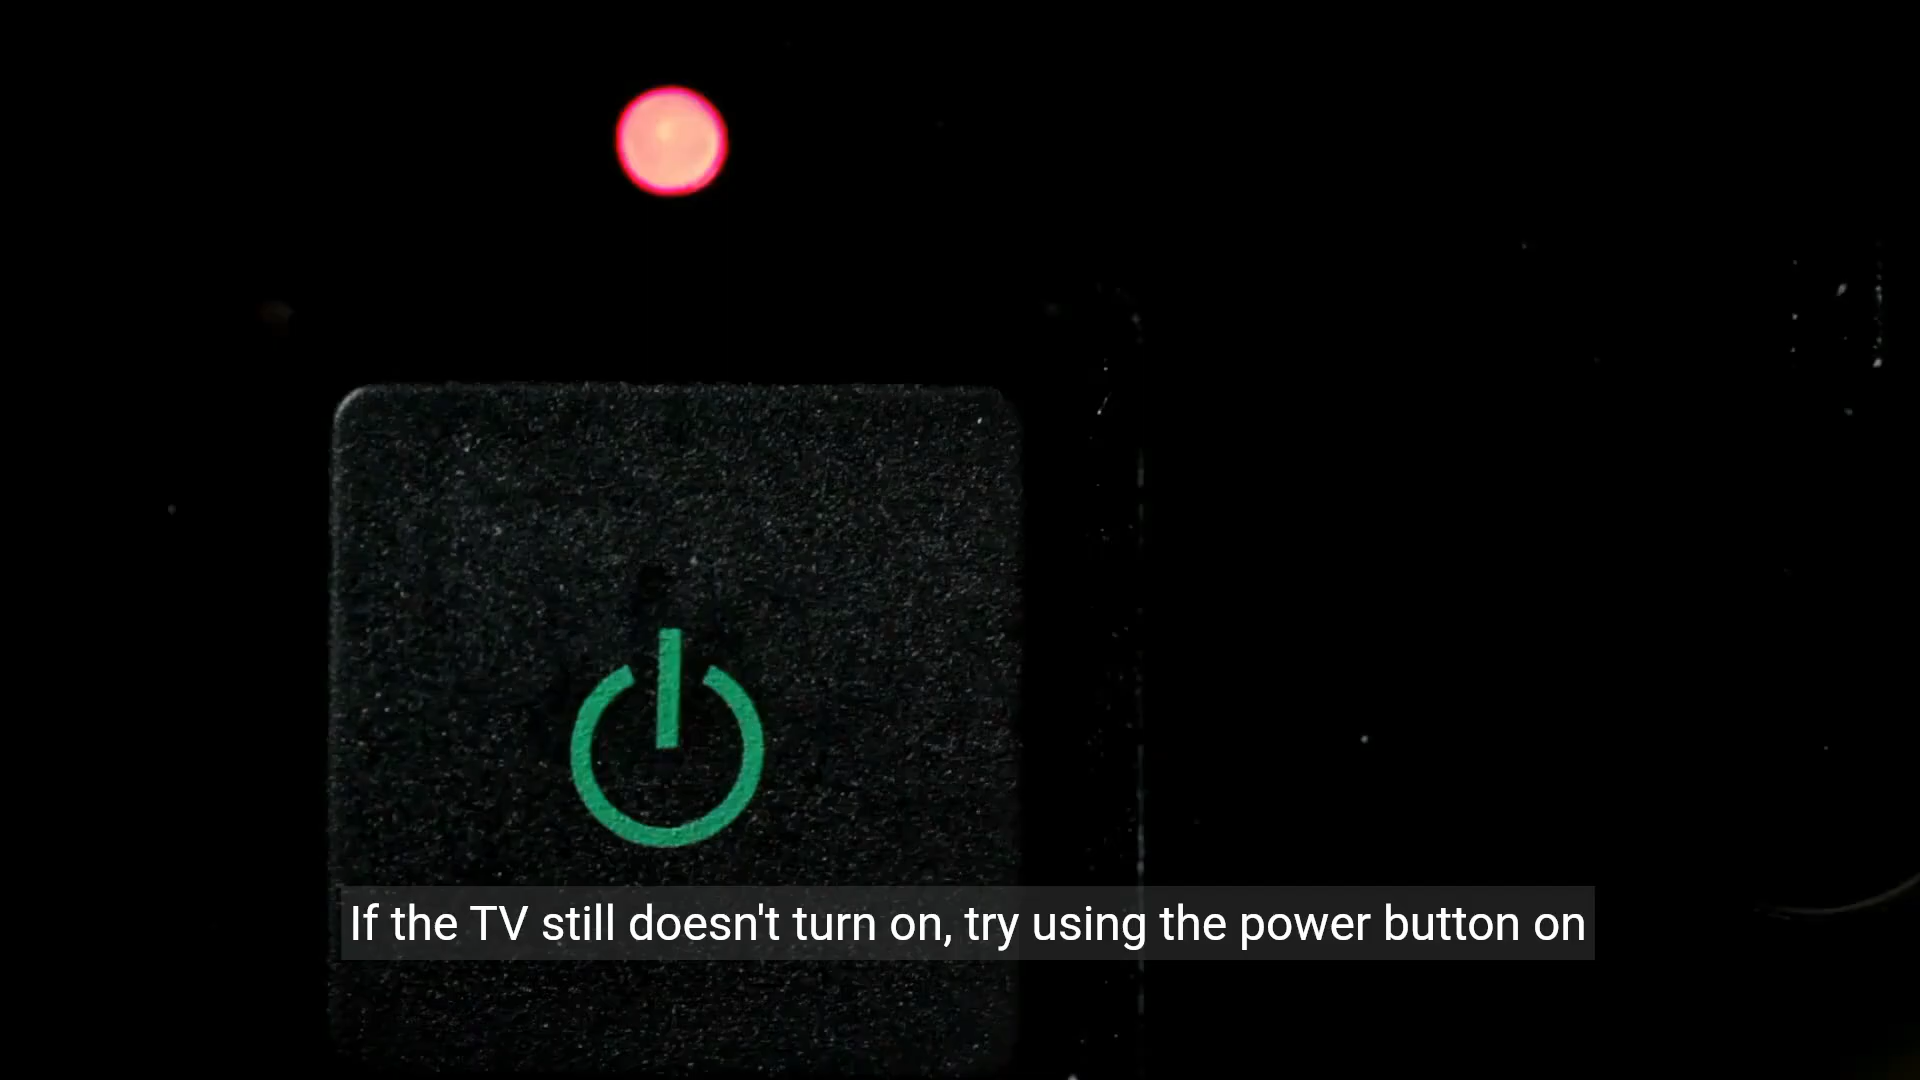 If the TV still doesn't turn on, try using the power button on